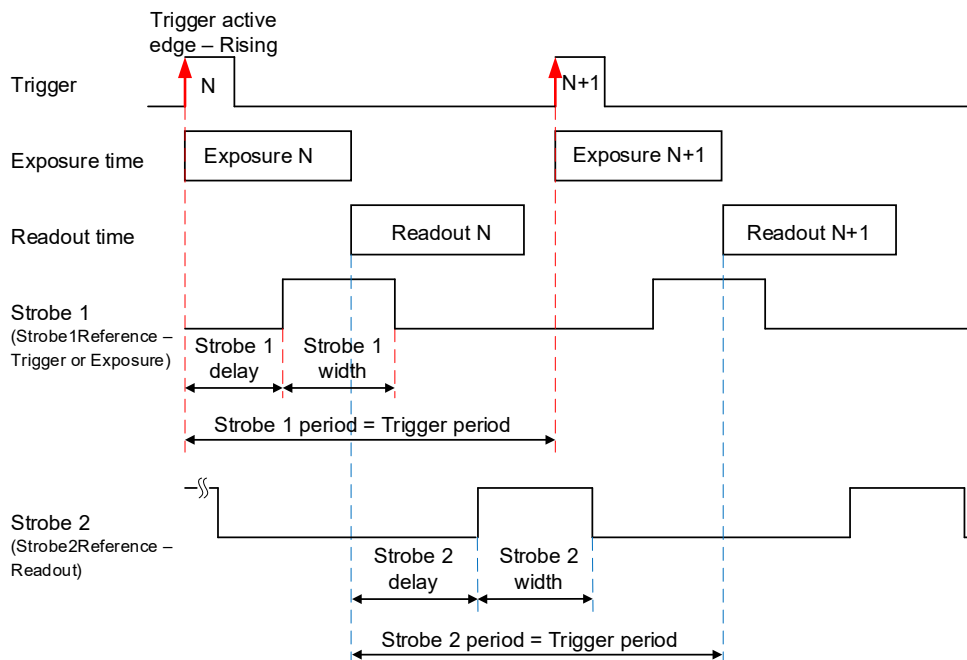 Trigger active
edge – Rising
Trigger
N
N+1
Exposure time
Exposure N
Exposure N+1
Readout time
Readout N
Readout N+1
Strobe 1
(Strobe1Reference –
Trigger or Exposure)
Strobe 1
delay
Strobe 1
width
Strobe 1 period = Trigger period
Strobe 2
(Strobe2Reference –
Readout)
Strobe 2
delay
Strobe 2
width
Strobe 2 period = Trigger period